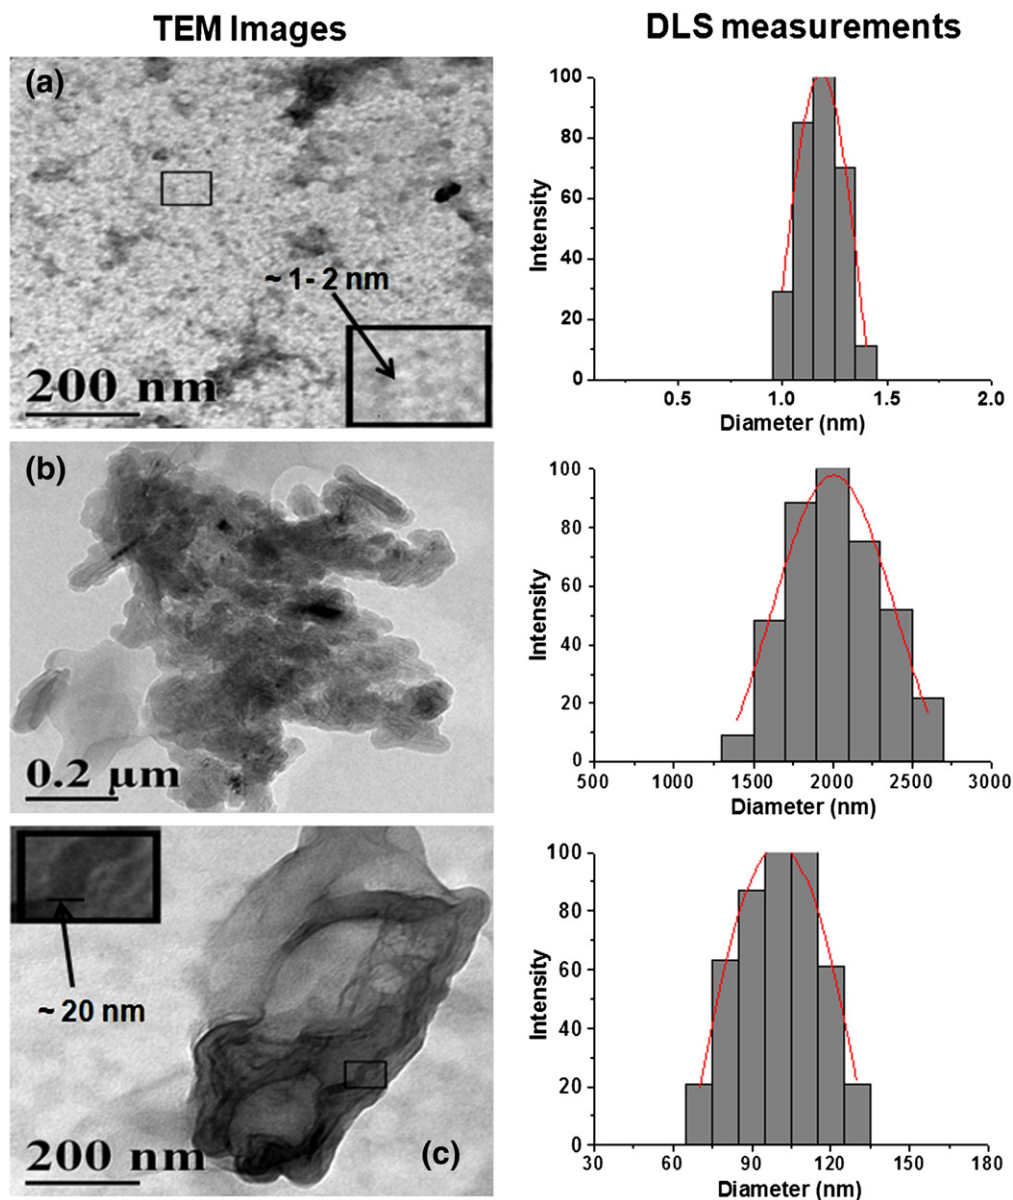 TEM Images
DLS measurements
(a)
~ 1- 2 nm
200 nm
100
80
60
40
20
0
Intensity
0.5 1.0 1.5 2.0
Diameter (nm)
(b)
0.2 µm
100
80
60
40
20
0
Intensity
500 1000 1500 2000 2500 3000
Diameter (nm)
~ 20 nm
200 nm
(c)
100
80
60
40
20
0
Intensity
30 60 90 120 150 180
Diameter (nm)